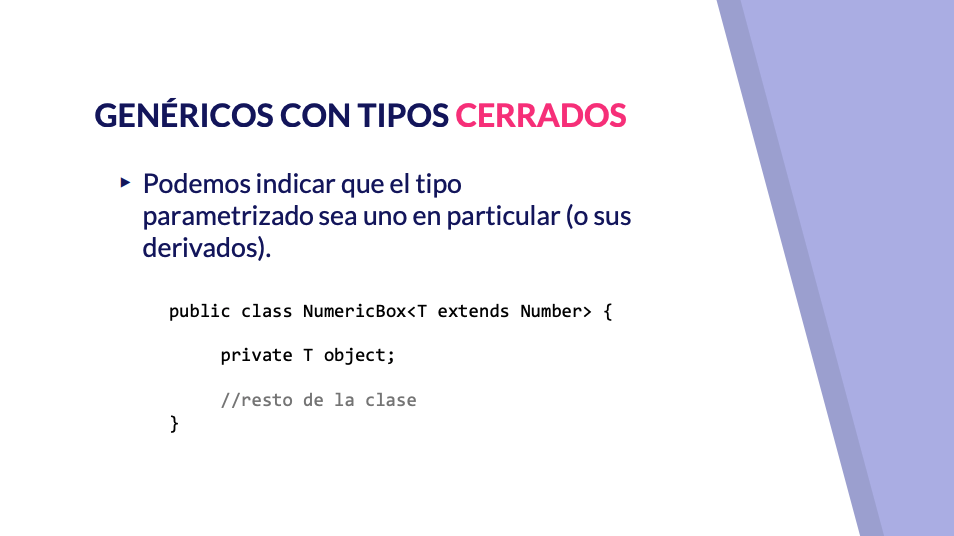 GENÉRICOS CON TIPOS CERRADOS
▸ Podemos indicar que el tipo
parametrizado sea uno en particular (o sus
derivados).
public class NumericBox<T extends Number> {
private T object;
//resto de la clase
}